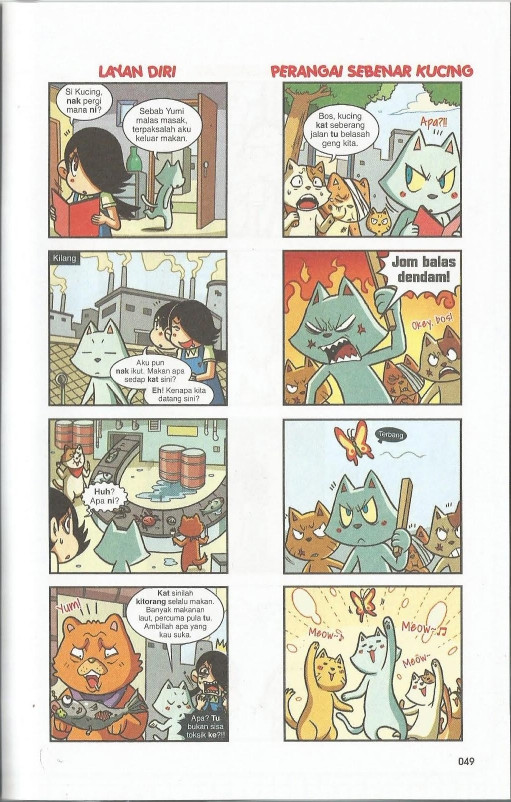 LAYAN DIRI
Si Kucing,
nak pergi
mana ni?
Sebab Yumi
malas masak,
terpaksalah aku
keluar makan.
Kilang
Aku pun
nak ikut. Makan apa
sedap kat sini?
Eh! Kenapa kita
datang sini?
Huh?
Apa ni?
Yum!
Kat sinilah
kitorang selalu makan.
Banyak makanan
laut, percuma pula tu.
Ambillah apa yang
kau suka.
Apa? Tu
bukan sisa
toksik ke?!!
PERANGAI SEBENAR KUCING
Bos, kucing
kat seberang
jalan tu belasah
geng kita.
Apa?!!
Jom balas
dendam!
Okey, bos!
Terbang
Meow~♪
Meow~♫
Meow~
049